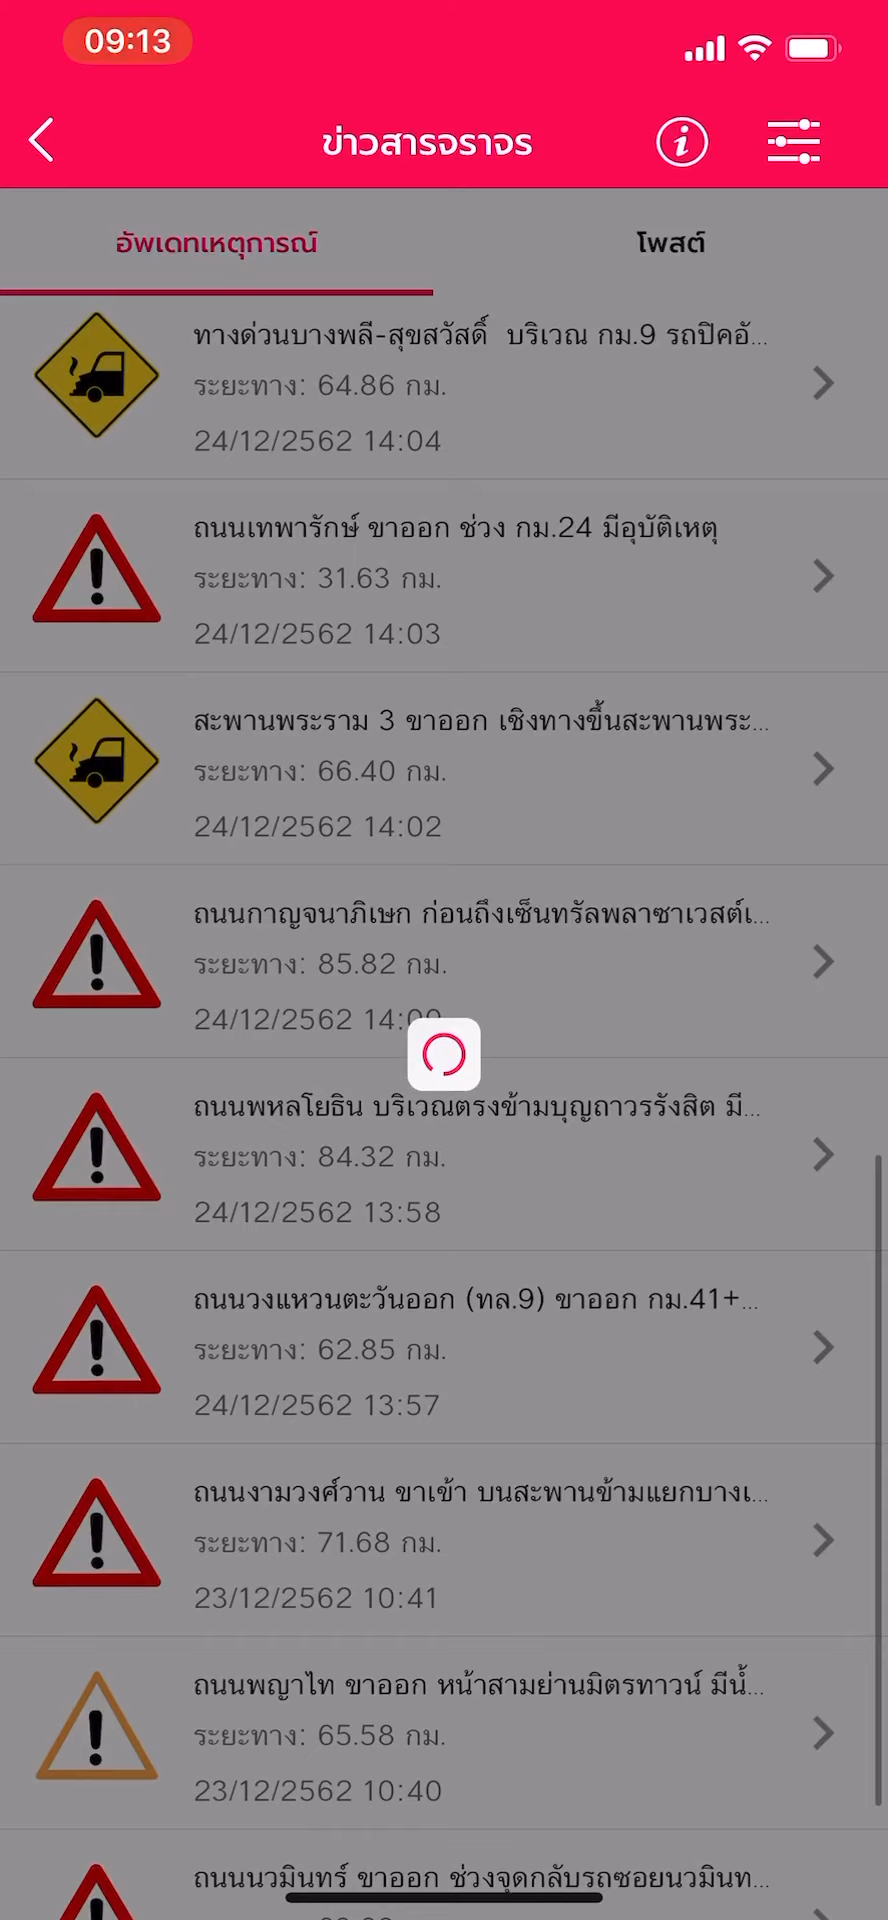 09:13
ข่าวสารจราจร
อัพเดทเหตุการณ์
โพสต์
ทางด่วนบางพลี-สุขสวัสดิ์ บริเวณ กม.9 รถปิคอั...
ระยะทาง: 64.86 กม.
24/12/2562 14:04
ถนนเทพารักษ์ ขาออก ช่วง กม.24 มีอุบัติเหตุ
ระยะทาง: 31.63 กม.
24/12/2562 14:03
สะพานพระราม 3 ขาออก เชิงทางขึ้นสะพานพระ...
ระยะทาง: 66.40 กม.
24/12/2562 14:02
ถนนกาญจนาภิเษก ก่อนถึงเซ็นทรัลพลาซาเวสต์เ...
ระยะทาง: 85.82 กม.
24/12/2562 14:00
ถนนพหลโยธิน บริเวณตรงข้ามบุญถาวรรังสิต มี...
ระยะทาง: 84.32 กม.
24/12/2562 13:58
ถนนวงแหวนตะวันออก (ทล.9) ขาออก กม.41+...
ระยะทาง: 62.85 กม.
24/12/2562 13:57
ถนนงามวงศ์วาน ขาเข้า บนสะพานข้ามแยกบางเ...
ระยะทาง: 71.68 กม.
23/12/2562 10:41
ถนนพญาไท ขาออก หน้าสามย่านมิตรทาวน์ มีน้ำ...
ระยะทาง: 65.58 กม.
23/12/2562 10:40
ถนนนวมินทร์ ขาออก ช่วงจุดกลับรถซอยนวมินท...